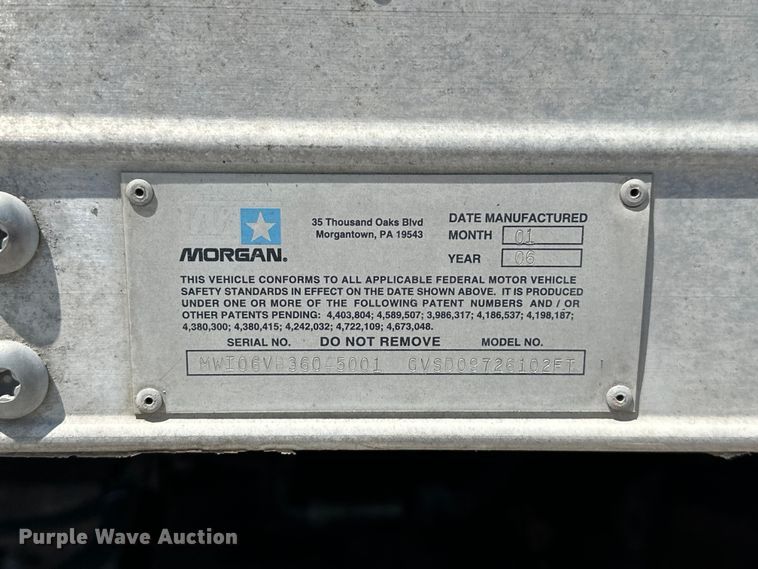 MORGAN.
35 Thousand Oaks Blvd
Morgantown, PA 19543
DATE MANUFACTURED
MONTH 01
YEAR 06
THIS VEHICLE CONFORMS TO ALL APPLICABLE FEDERAL MOTOR VEHICLE
SAFETY STANDARDS IN EFFECT ON THE DATE SHOWN ABOVE. IT IS PRODUCED
UNDER ONE OR MORE OF THE FOLLOWING PATENT NUMBERS AND / OR
OTHER PATENTS PENDING: 4,403,804; 4,589,507; 3,986,317; 4,186,537; 4,198,187;
4,380,300; 4,380,415; 4,242,032; 4,722,109; 4,673,048.
SERIAL NO. DO NOT REMOVE MODEL NO.
Purple Wave Auction